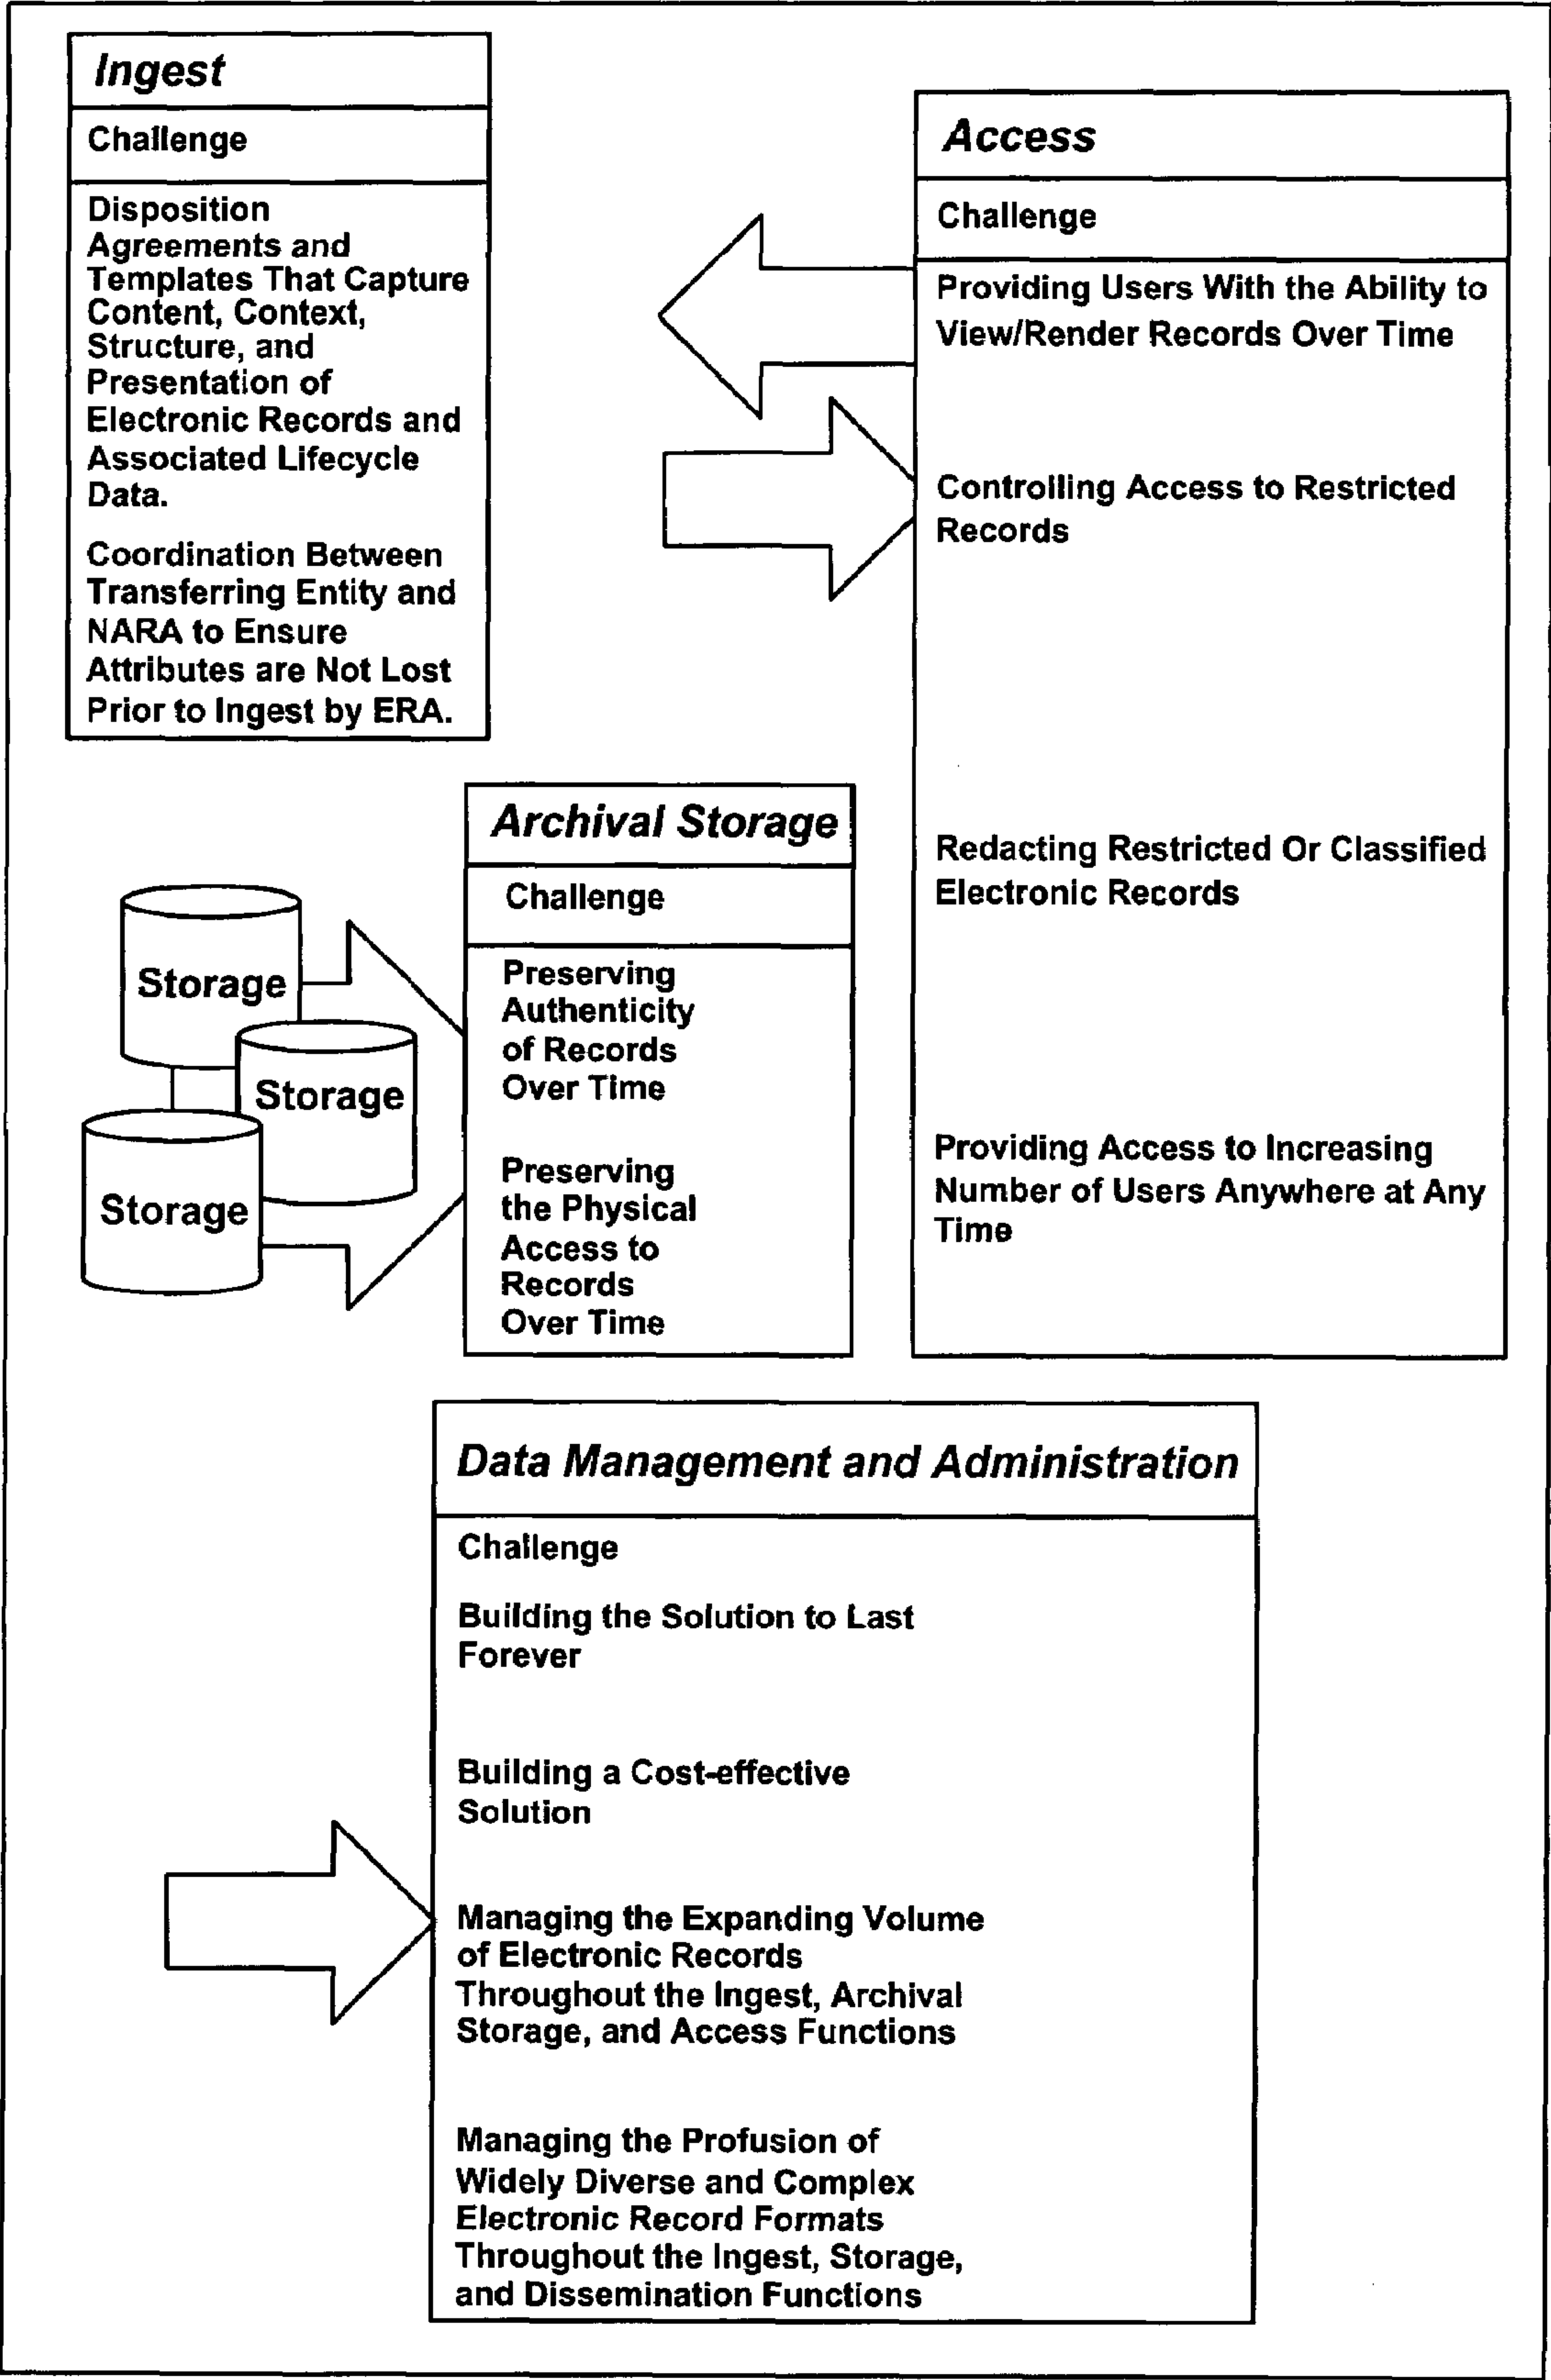 Ingest
Challenge
Disposition
Agreements and
Templates That Capture
Content, Context,
Structure, and
Presentation of
Electronic Records and
Associated Lifecycle
Data.
Coordination Between
Transferring Entity and
NARA to Ensure
Attributes are Not Lost
Prior to Ingest by ERA.
Access
Challenge
Providing Users With the Ability to
View/Render Records Over Time
Controlling Access to Restricted
Records
Redacting Restricted Or Classified
Electronic Records
Providing Access to Increasing
Number of Users Anywhere at Any
Time
Storage
Storage
Storage
Archival Storage
Challenge
Preserving
Authenticity
of Records
Over Time
Preserving
the Physical
Access to
Records
Over Time
Data Management and Administration
Challenge
Building the Solution to Last
Forever
Building a Cost-effective
Solution
Managing the Expanding Volume
of Electronic Records
Throughout the Ingest, Archival
Storage, and Access Functions
Managing the Profusion of
Widely Diverse and Complex
Electronic Record Formats
Throughout the Ingest, Storage,
and Dissemination Functions